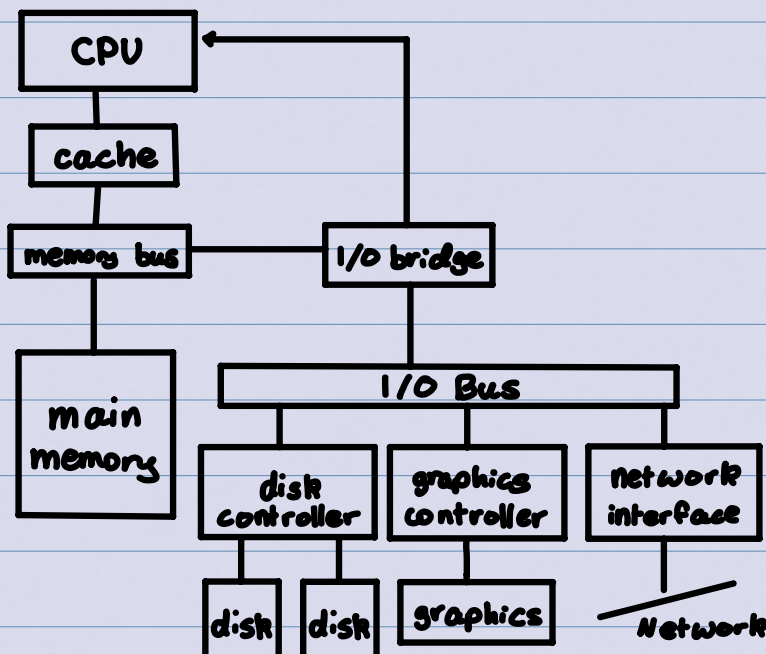 CPU
cache
memory bus
I/O bridge
main
memory
I/O Bus
disk
controller
graphics
controller
network
interface
disk
disk
graphics
Network